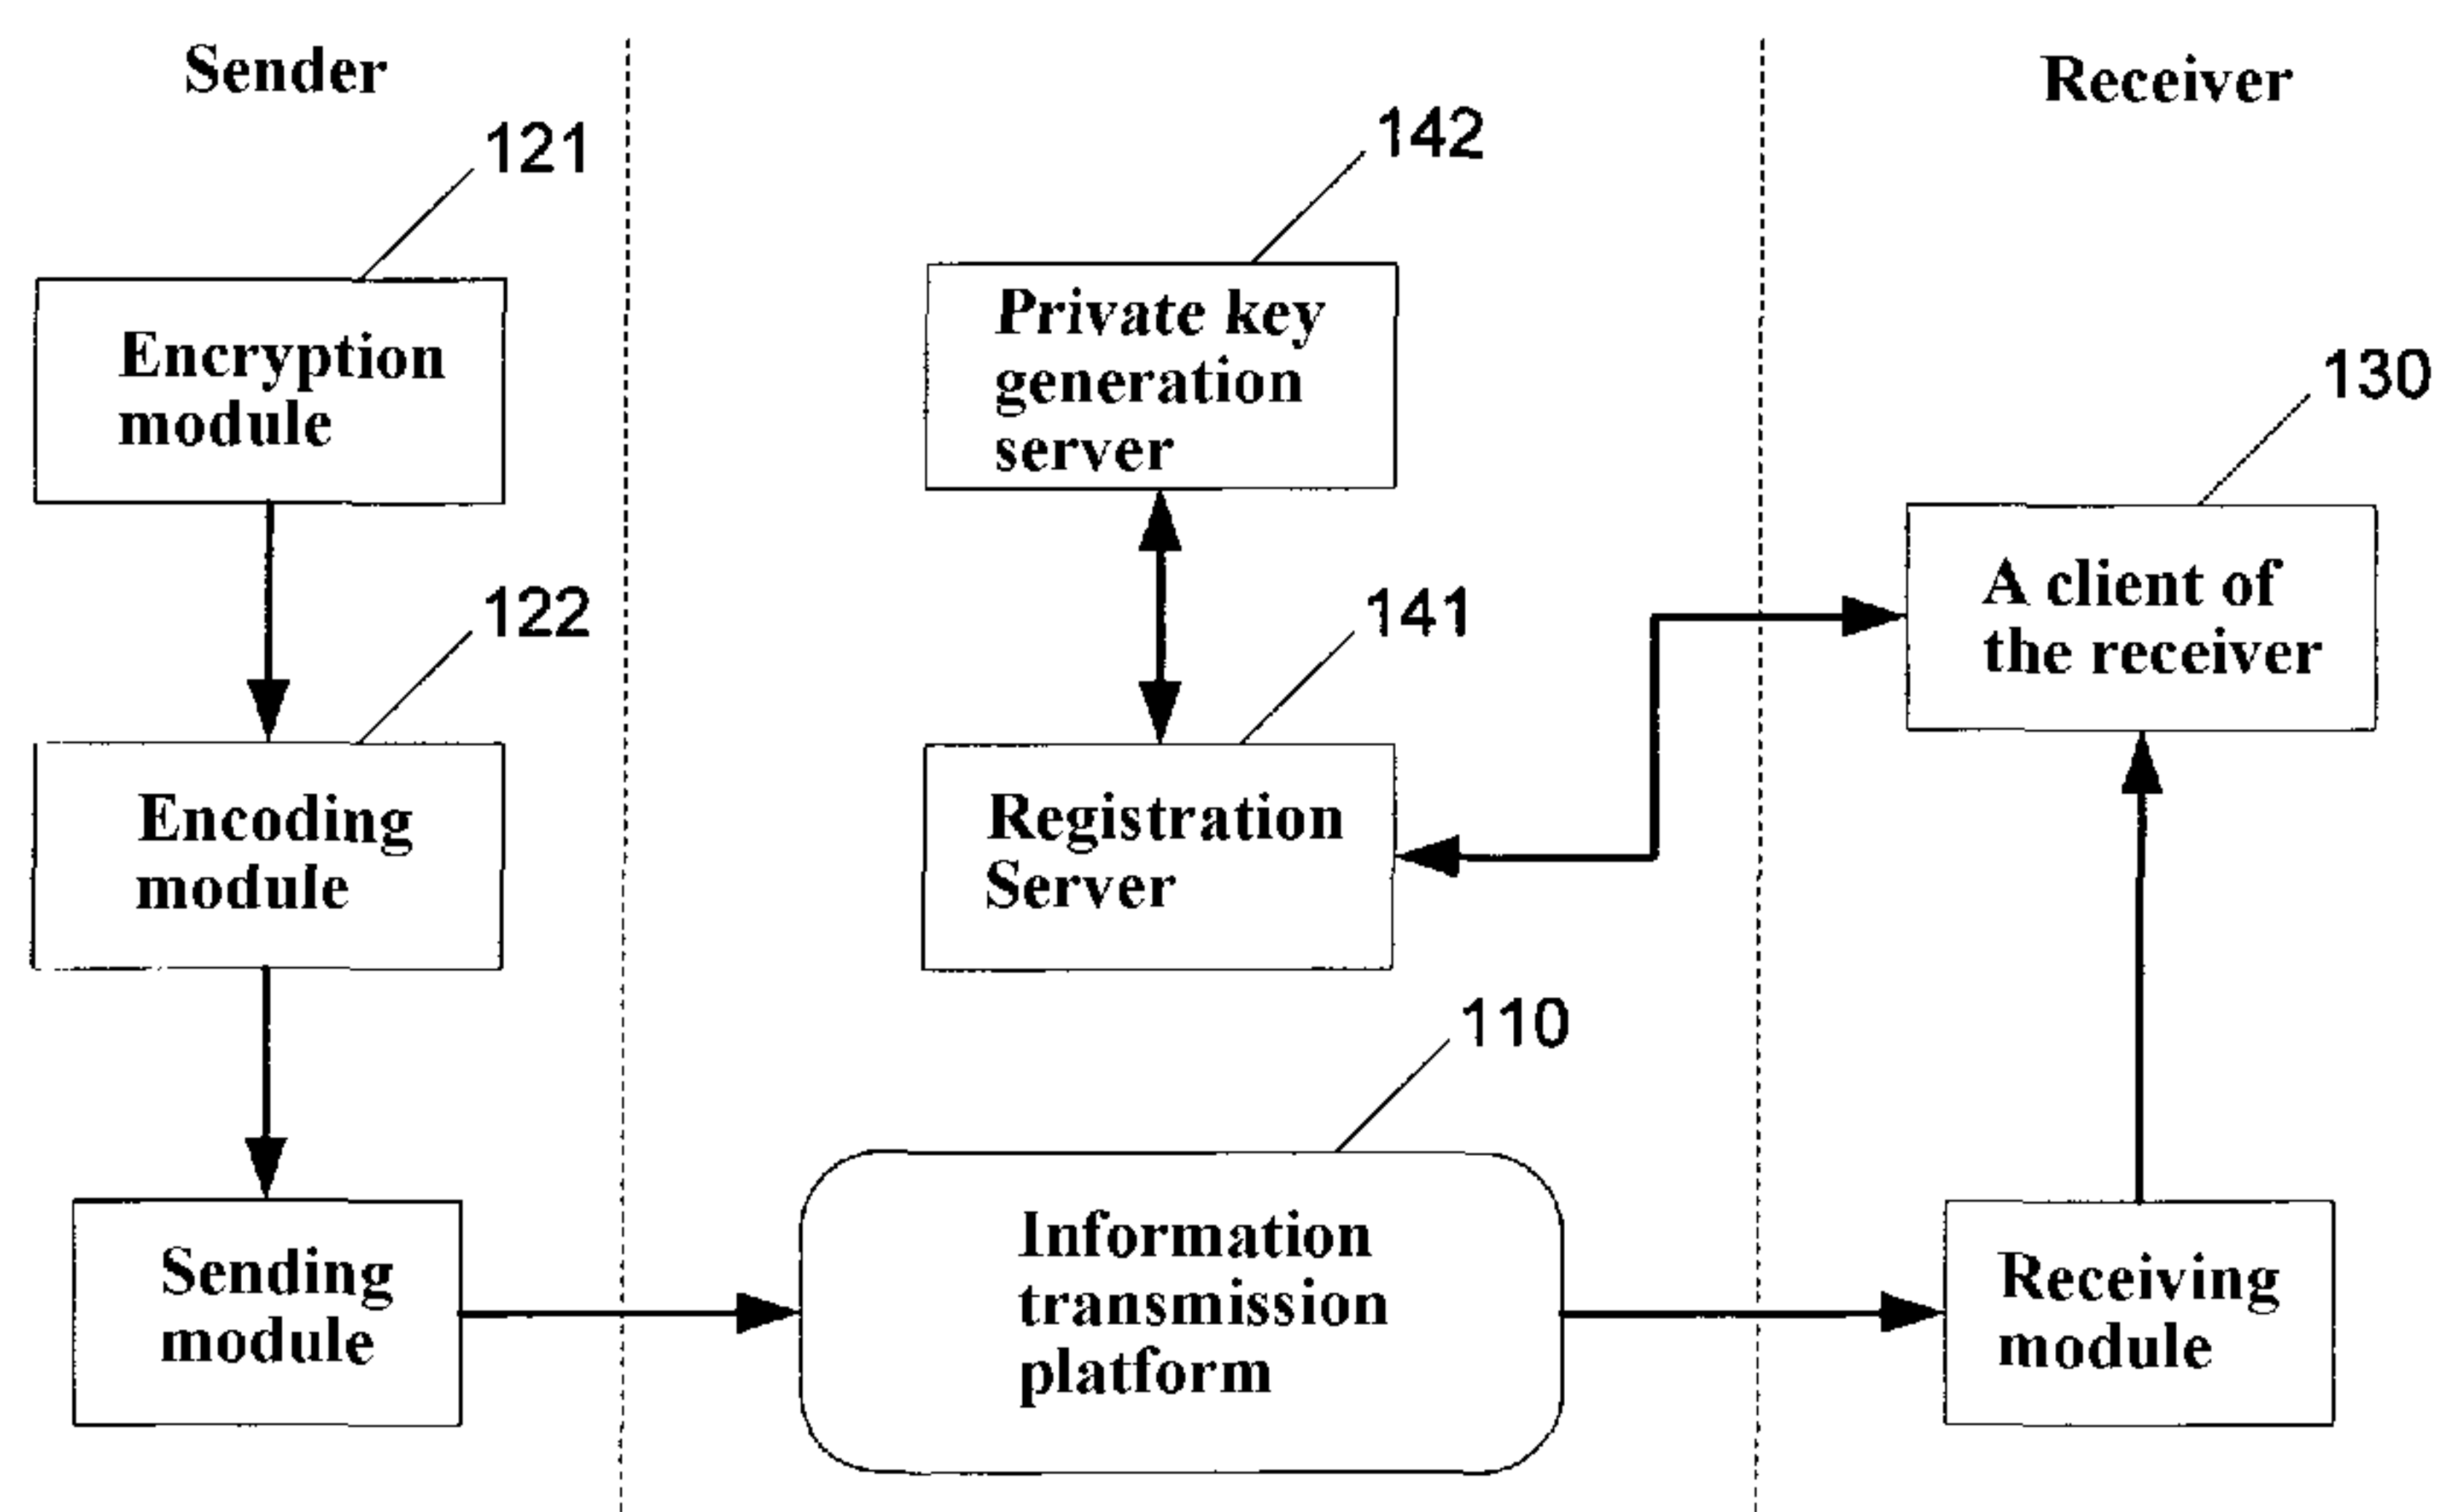 Sender
Receiver
121
142
130
Encryption
module
Private key
generation
server
A client of
the receiver
122
141
Encoding
module
Registration
Server
110
Sending
module
Information
transmission
platform
Receiving
module